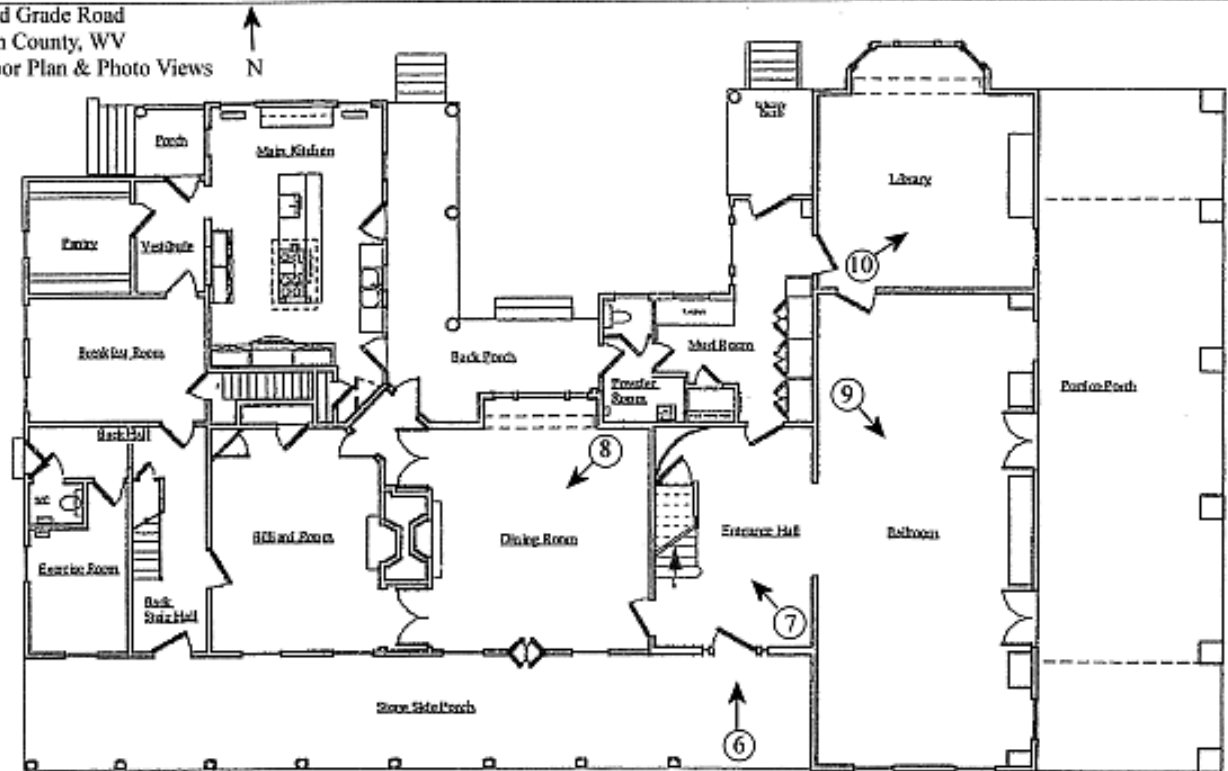 d Grade Road
n County, WV
oor Plan & Photo Views
N
Porch
Main Kitchen
Library
Pantry
Vestibule
10
Breakfast Room
Back Porch
Mud Room
Powder
Room
9
Back Hall
8
Billiard Room
Dining Room
Entrance Hall
Ballroom
Exercise Room
Back
Stair Hall
7
Stone Side Porch
6